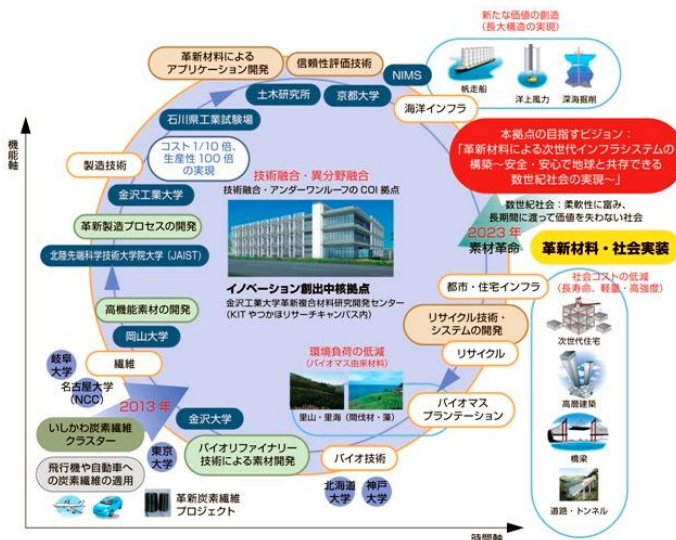 新たな価値の創造
(長大構造の実現)
帆走船
洋上風力
深海掘削
革新材料による
アプリケーション開発
信頼性評価技術
NIMS
土木研究所
京都大学
海洋インフラ
石川県工業試験場
コスト1/10倍、
生産性100倍
の実現
製造技術
金沢工業大学
革新製造プロセスの開発
北陸先端科学技術大学院大学(JAIST)
高機能素材の開発
岡山大学
繊維
岐阜
大学
名古屋大学
(NCC)
2013年
いしかわ炭素繊維
クラスター
飛行機や自動車へ
の炭素繊維の適用
革新炭素繊維
プロジェクト
東京
大学
金沢大学
バイオリファイナリー
技術による素材開発
北海道
大学
神戸
大学
バイオ技術
バイオマス
プランテーション
リサイクル
リサイクル技術・
システムの開発
都市・住宅インフラ
技術融合・異分野融合
技術融合・アンダーワンルーフのCOI拠点
イノベーション創出中核拠点
金沢工業大学革新複合材料研究開発センター
(KITやつかほリサーチキャンパス内)
環境負荷の低減
(バイオマス由来材料)
里山・里海(間伐材・藻)
本拠点の目指すビジョン:
「革新材料による次世代インフラシステムの
構築~安全・安心で地球と共存できる
数世紀社会の実現~」
数世紀社会:柔軟性に富み、
長期間に渡って価値を失わない社会
2023年
素材革命
革新材料・社会実装
社会コストの低減
(長寿命、軽量・高強度)
次世代住宅
高層建築
橋梁
道路・トンネル
機能軸
時間軸